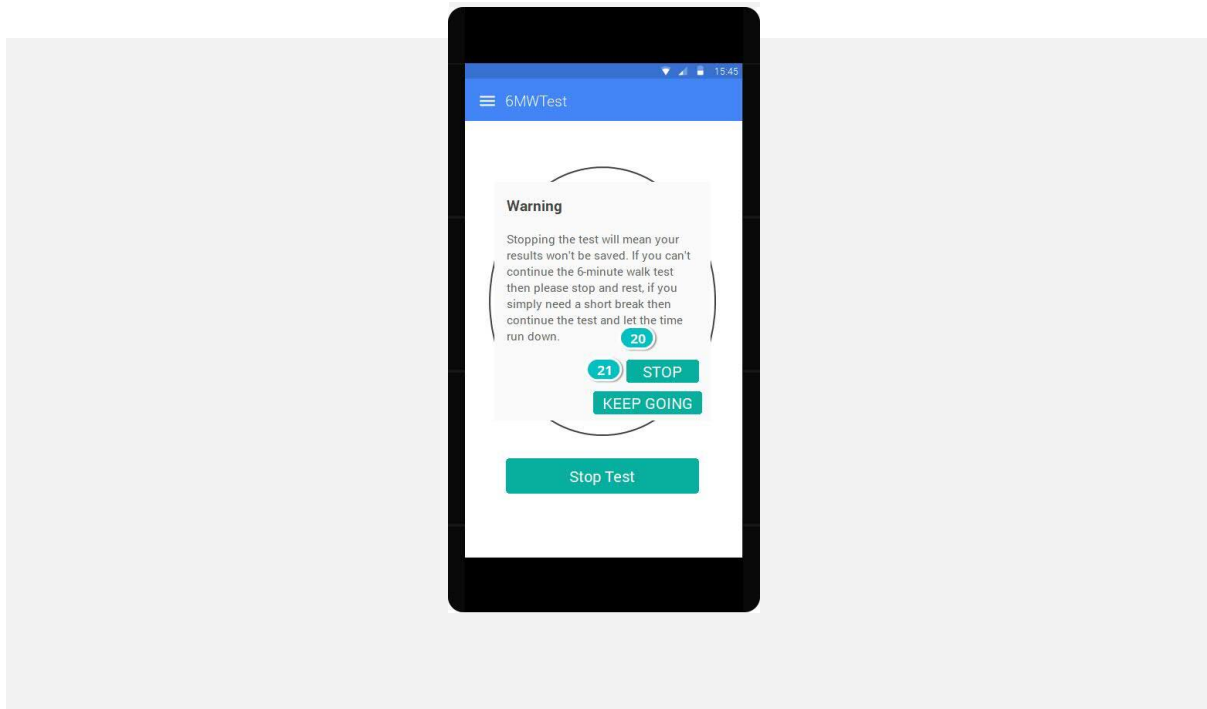 15:45
6MWTest
Warning
Stopping the test will mean your
results won't be saved. If you can't
continue the 6-minute walk test
then please stop and rest, if you
simply need a short break then
continue the test and let the time
run down.
20
21 STOP
KEEP GOING
Stop Test